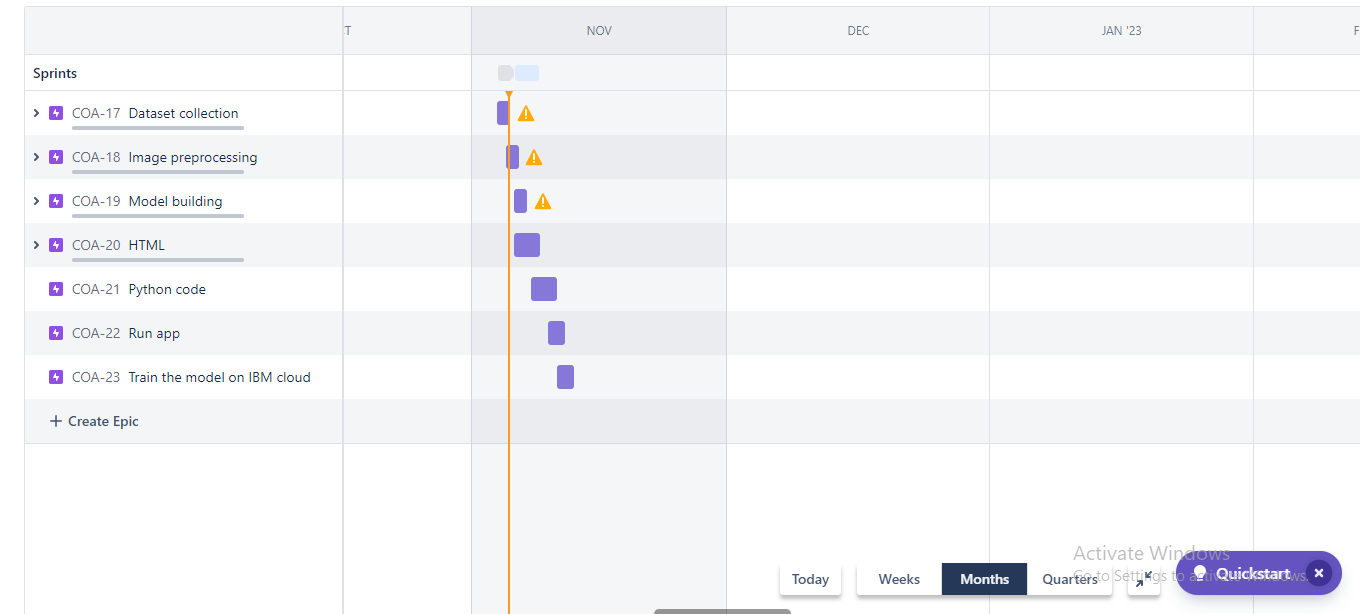 T NOV DEC JAN '23 F
Sprints
COA-17 Dataset collection
COA-18 Image preprocessing
COA-19 Model building
COA-20 HTML
COA-21 Python code
COA-22 Run app
COA-23 Train the model on IBM cloud
+ Create Epic
Activate Windows
Go to Settings to activate Windows.
Today Weeks Months Quarters Quickstart